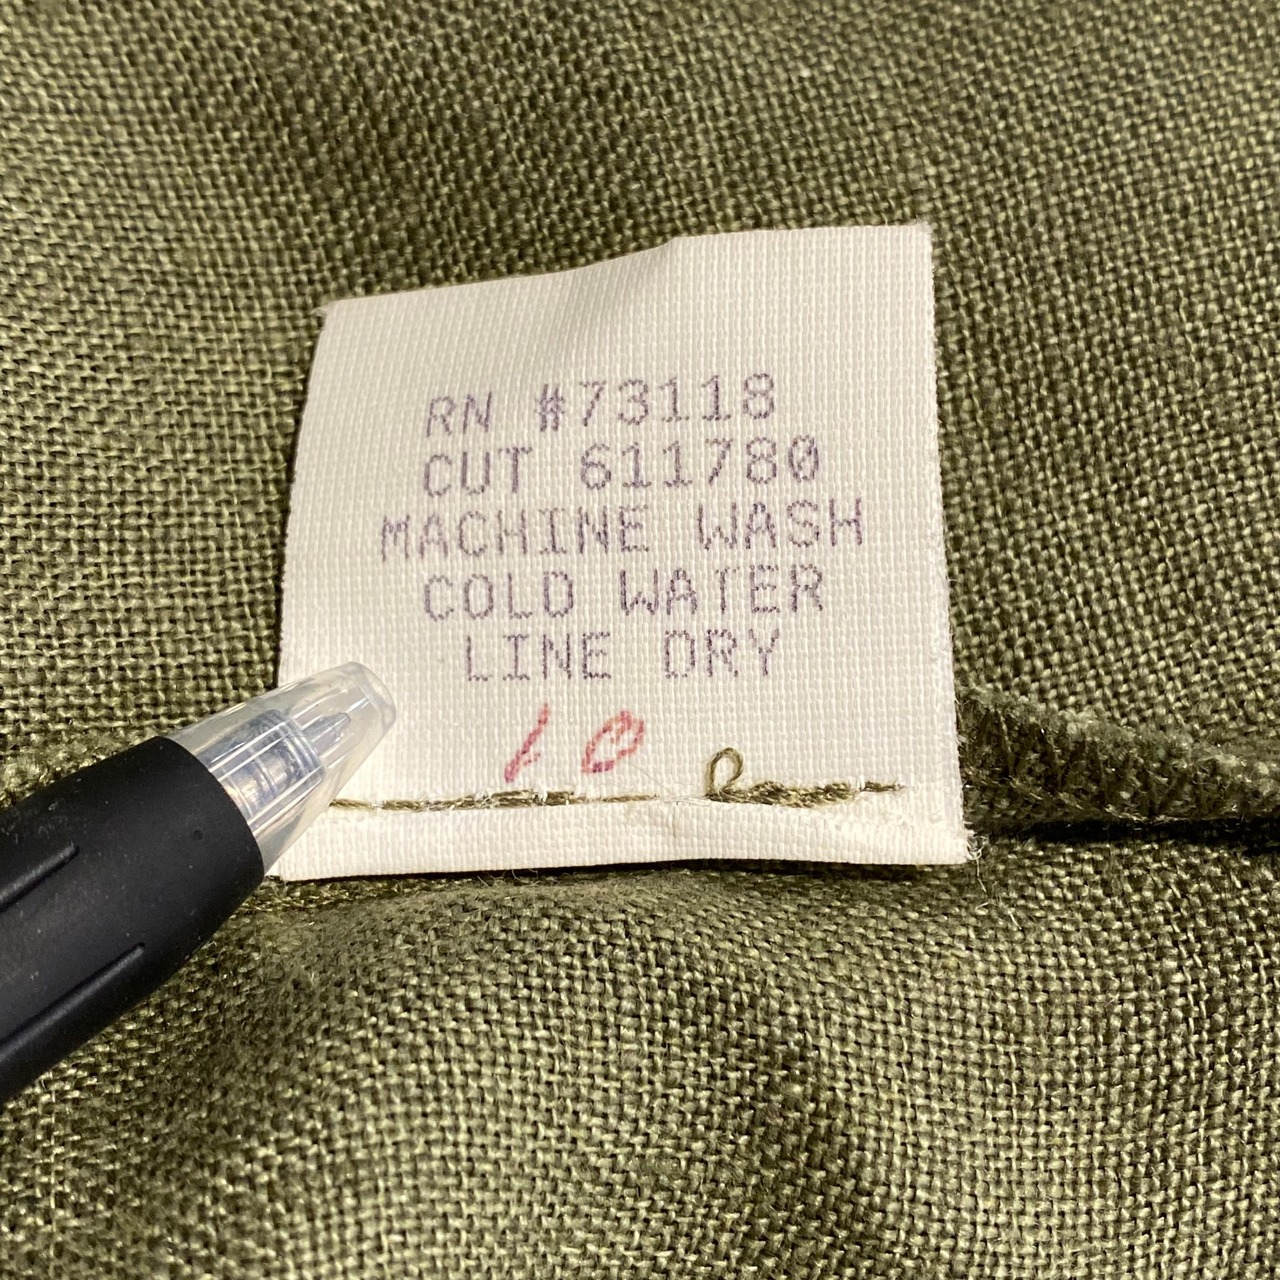 RN #73118
CUT 611780
MACHINE WASH
COLD WATER
LINE DRY
10